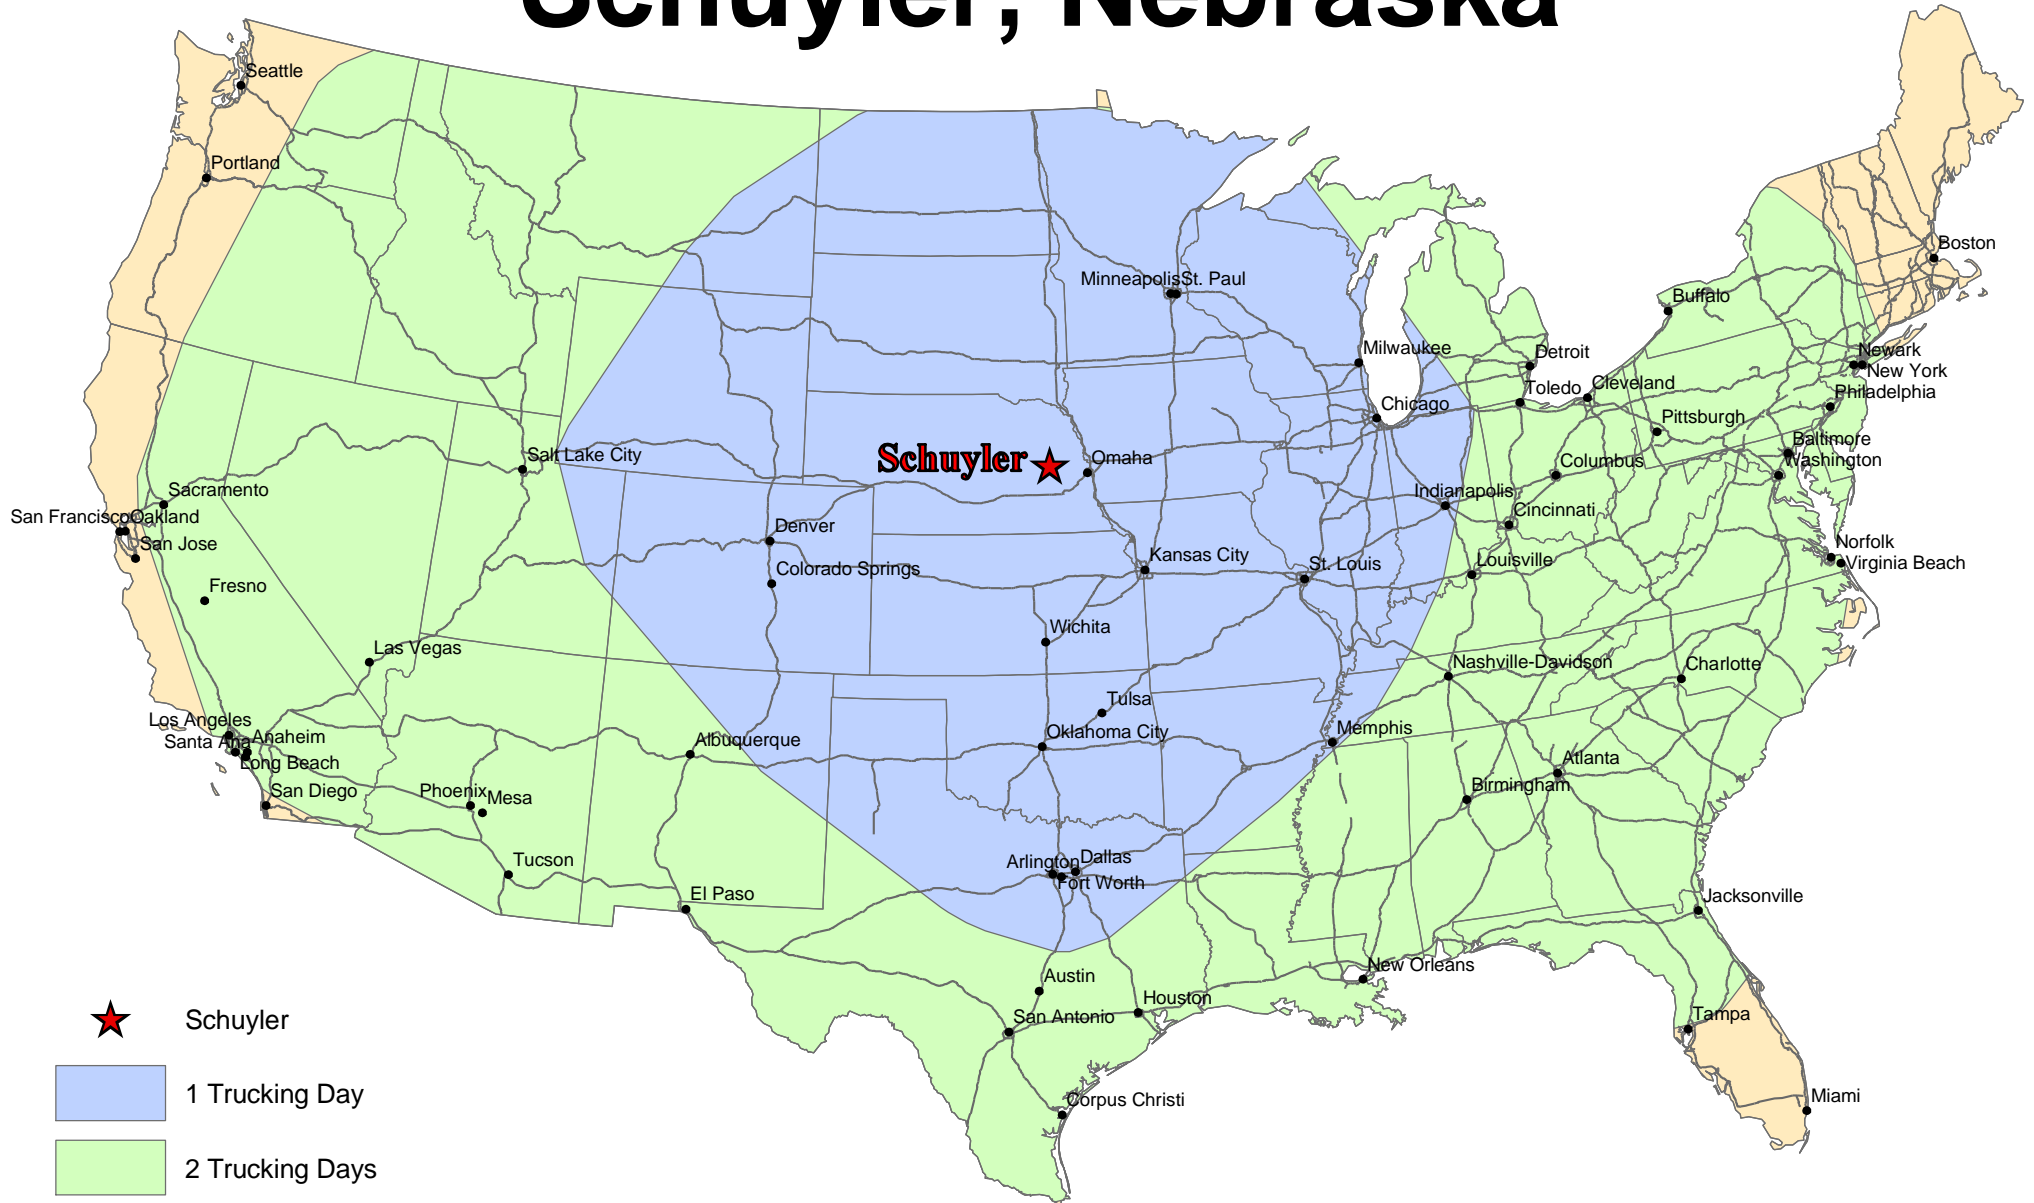 Schuyler, Nebraska
Seattle
Portland
Boston
MinneapolisSt. Paul
Buffalo
Milwaukee
Detroit
Newark
New York
Toledo
Cleveland
Philadelphia
Chicago
Pittsburgh
Baltimore
Washington
Salt Lake City
Schuyler
Omaha
Columbus
Sacramento
Indianapolis
San FranciscoOakland
Cincinnati
Denver
San Jose
Norfolk
Kansas City
St. Louis
Louisville
Virginia Beach
Colorado Springs
Fresno
Wichita
Las Vegas
Nashville-Davidson
Charlotte
Tulsa
Los Angeles
Memphis
Oklahoma City
Santa Ana
Anaheim
Albuquerque
Long Beach
Atlanta
San Diego
Phoenix
Mesa
Birmingham
Tucson
Arlington
Dallas
Fort Worth
El Paso
Jacksonville
New Orleans
Austin
Houston
San Antonio
Tampa
Schuyler
1 Trucking Day
Corpus Christi
Miami
2 Trucking Days